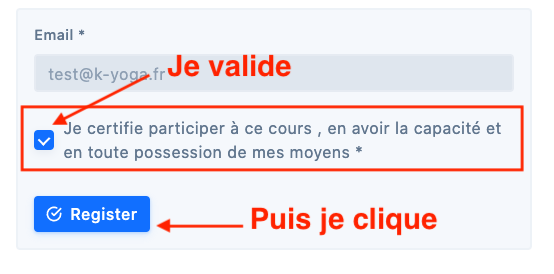 Email *
test@k-yoga.fr
Je valide
Je certifie participer à ce cours , en avoir la capacité et
en toute possession de mes moyens *
Register
Puis je clique